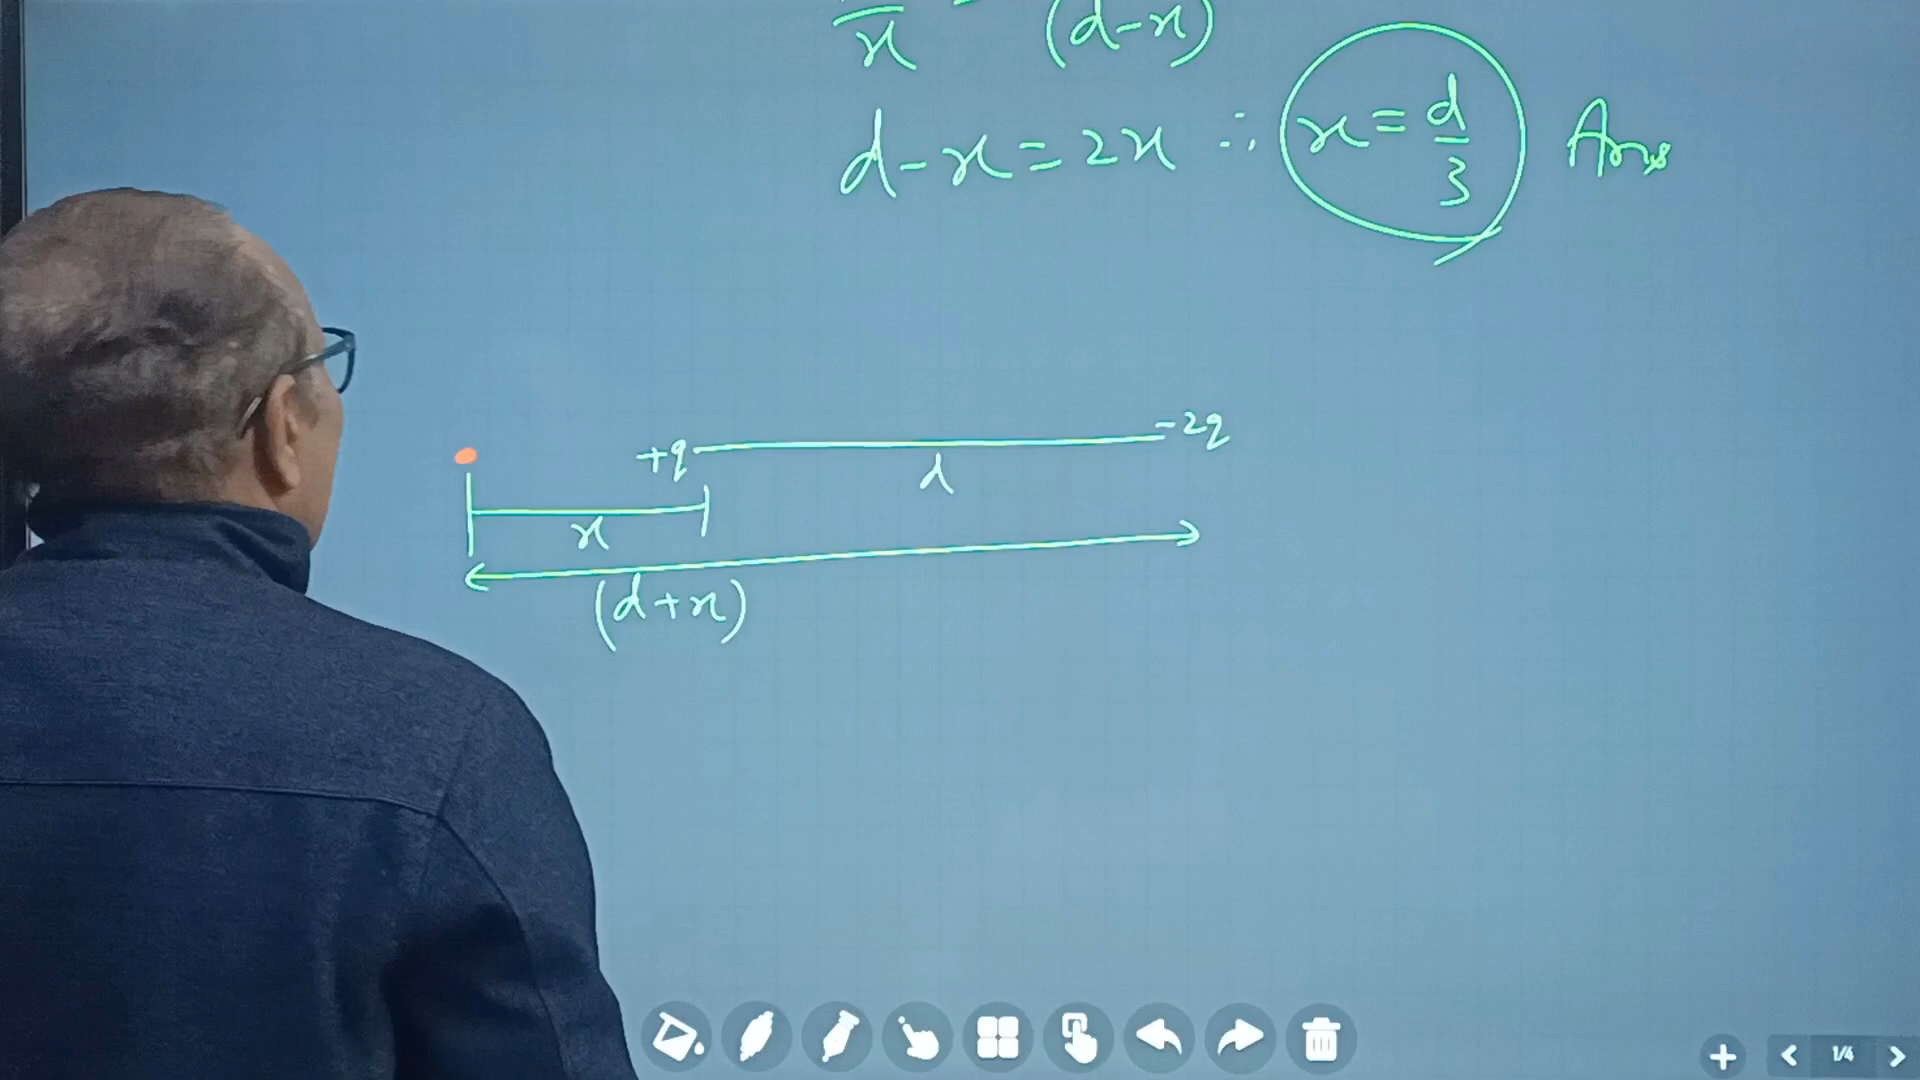 x (d-x)
d-x=2x ∴ x=d/3 Ans
+q -2q
d
x
(d+x)
1/4